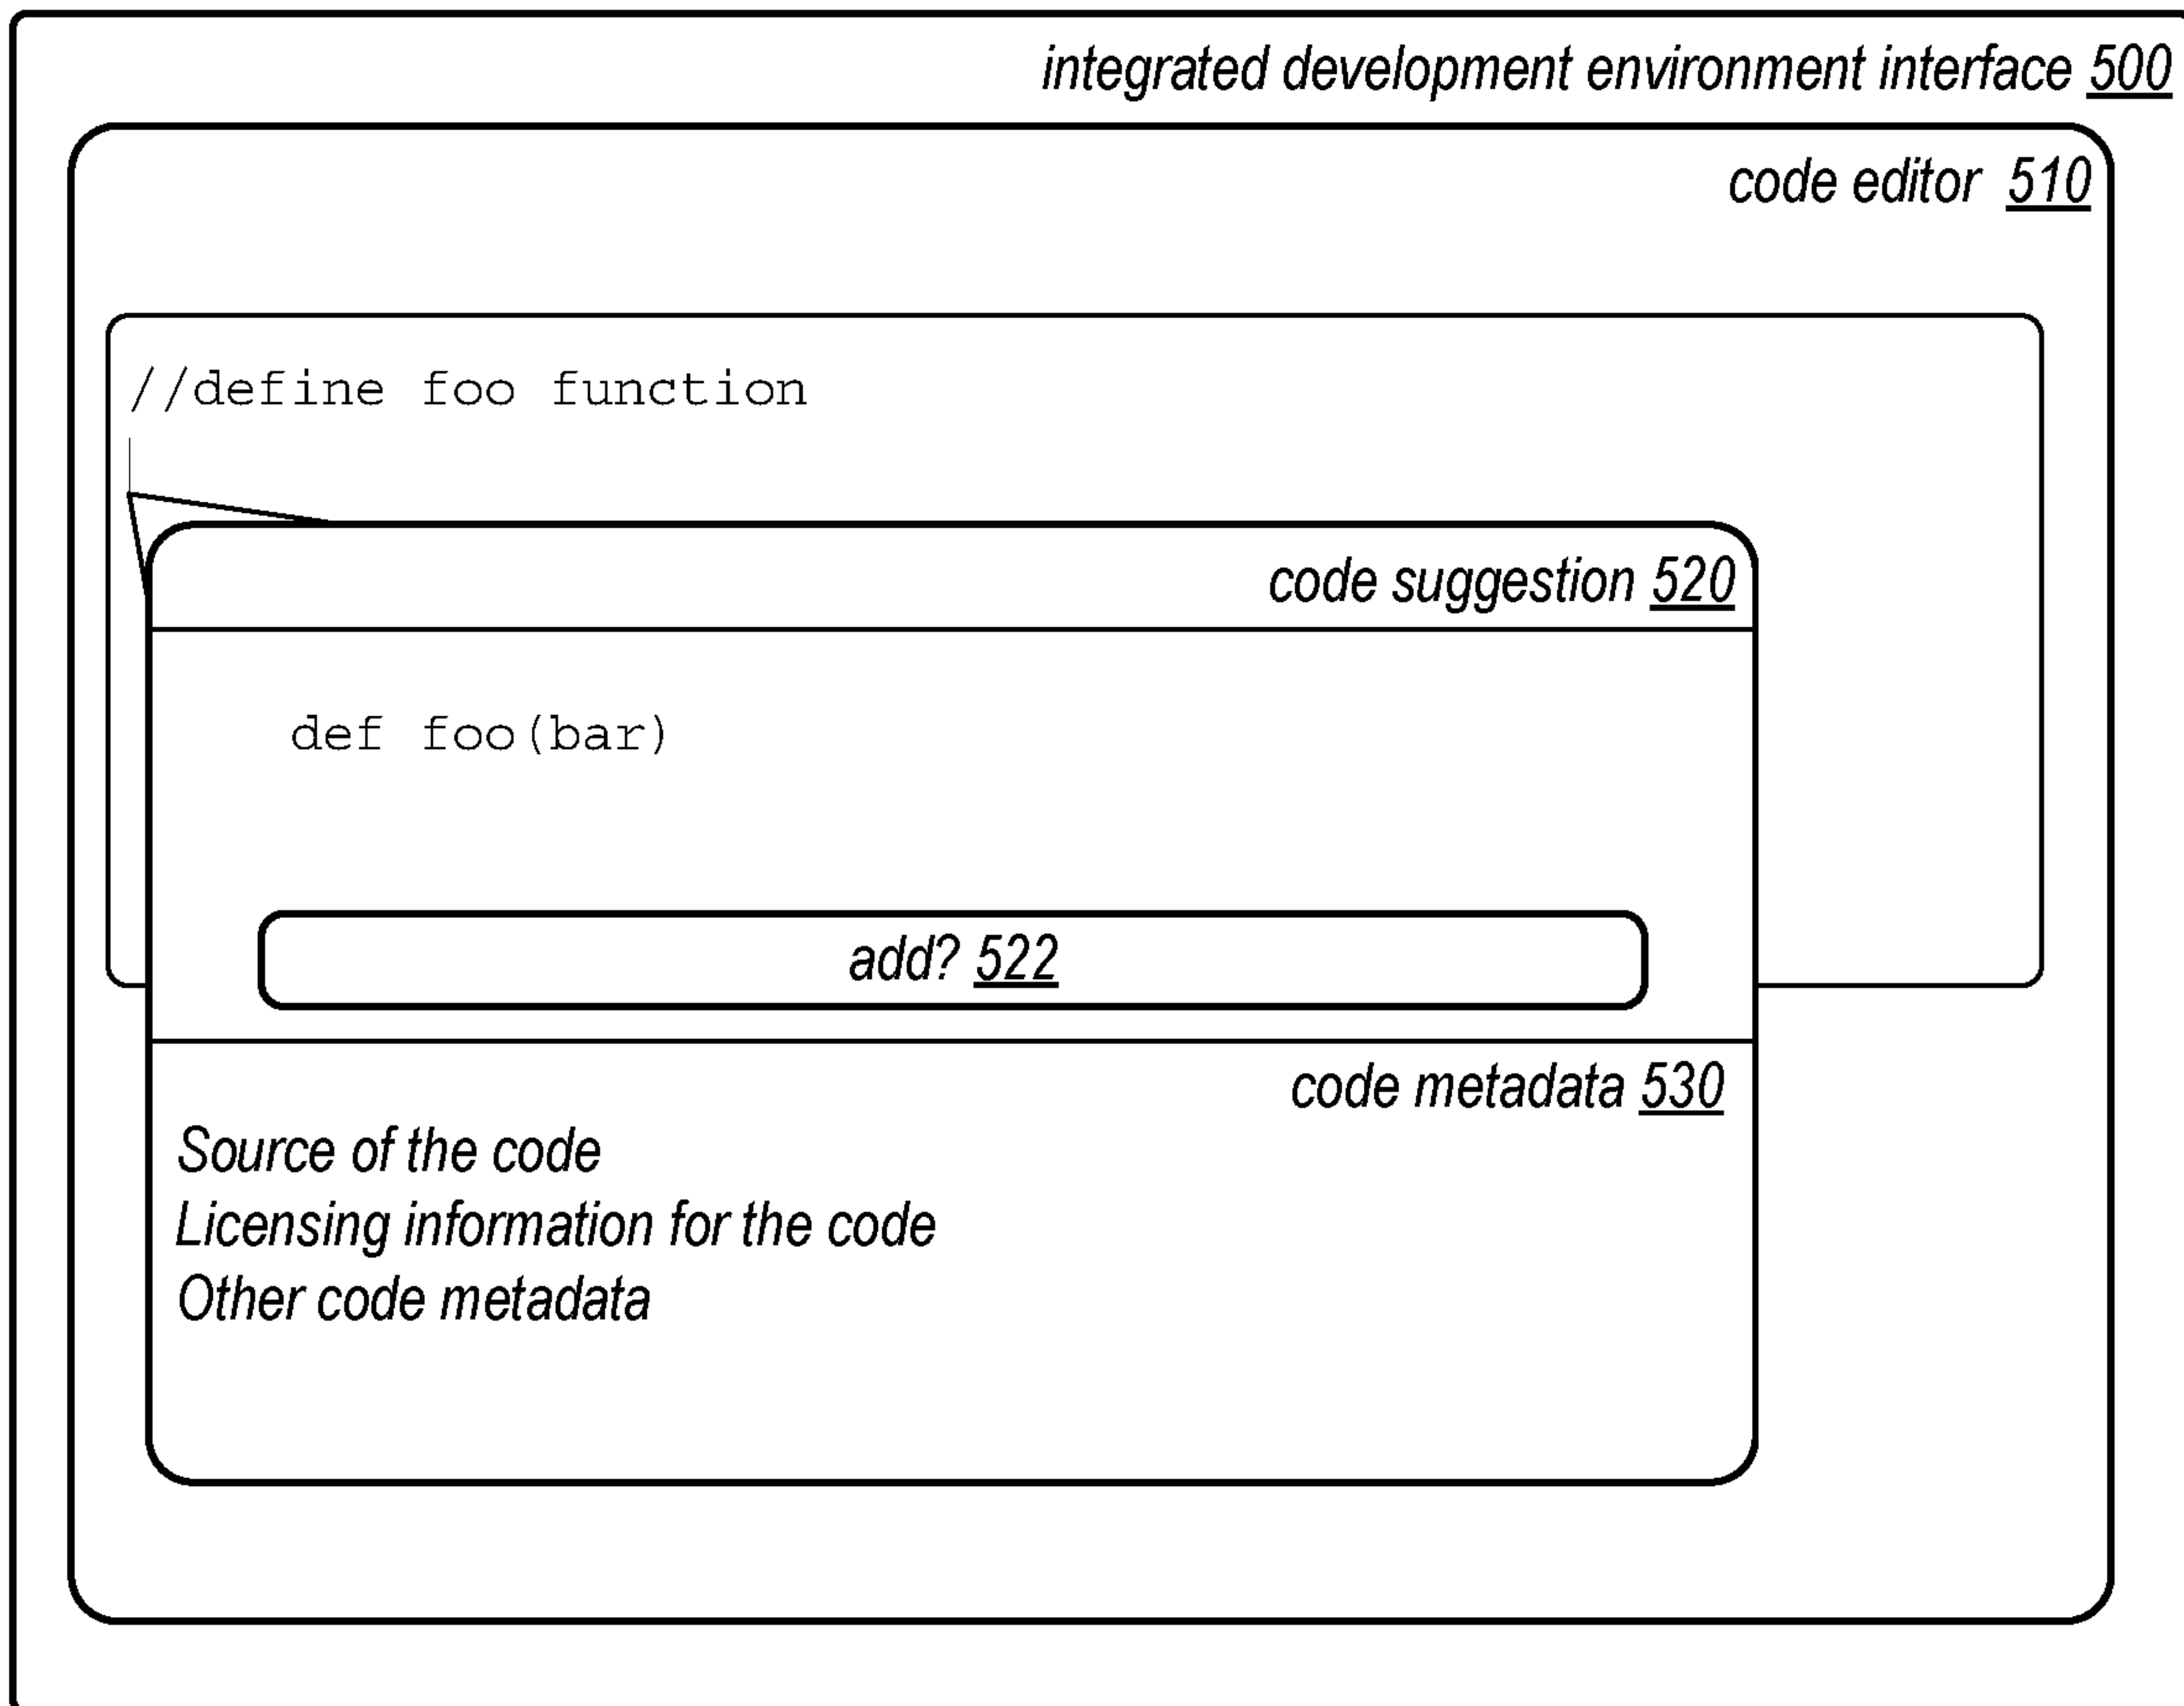 integrated development environment interface 500
code editor 510
//define foo function
code suggestion 520
def foo(bar)
add? 522
code metadata 530
Source of the code
Licensing information for the code
Other code metadata